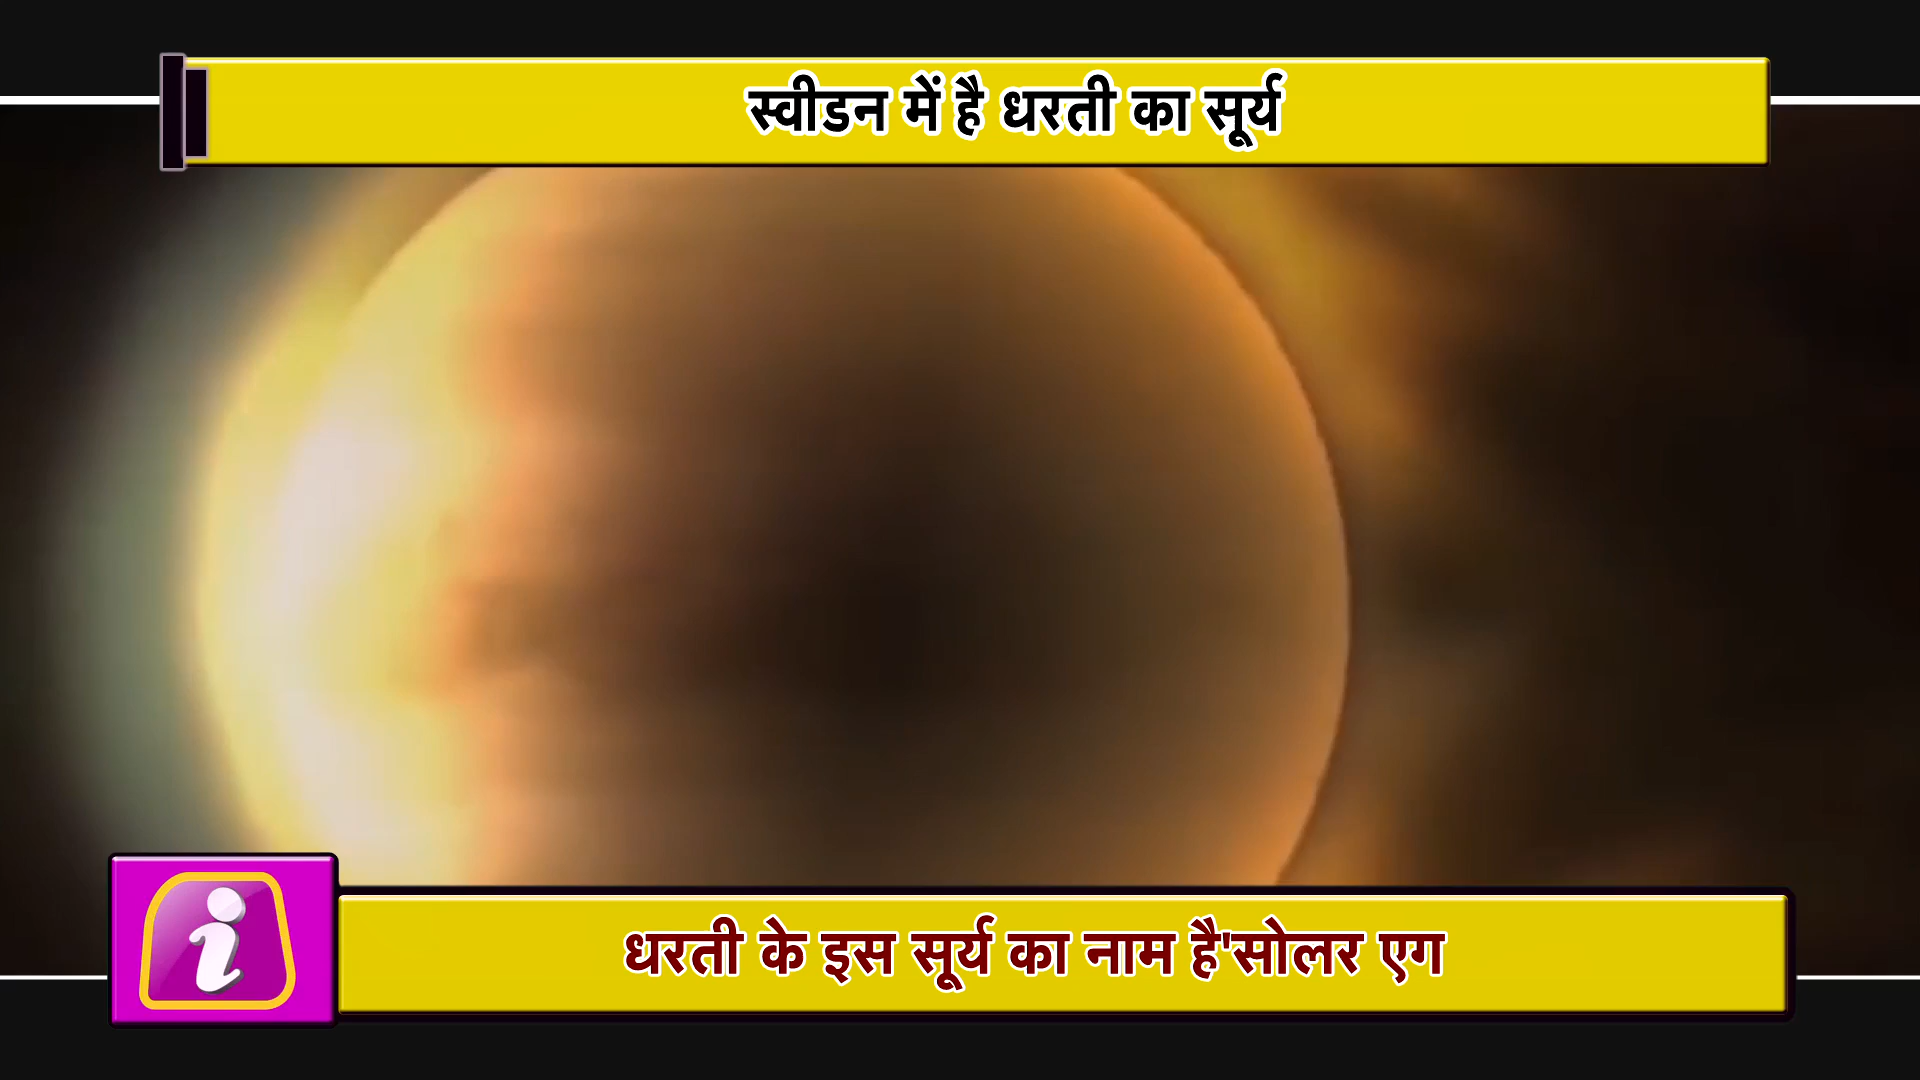 स्वीडन में है धरती का सूर्य
धरती के इस सूर्य का नाम है'सोलर एग